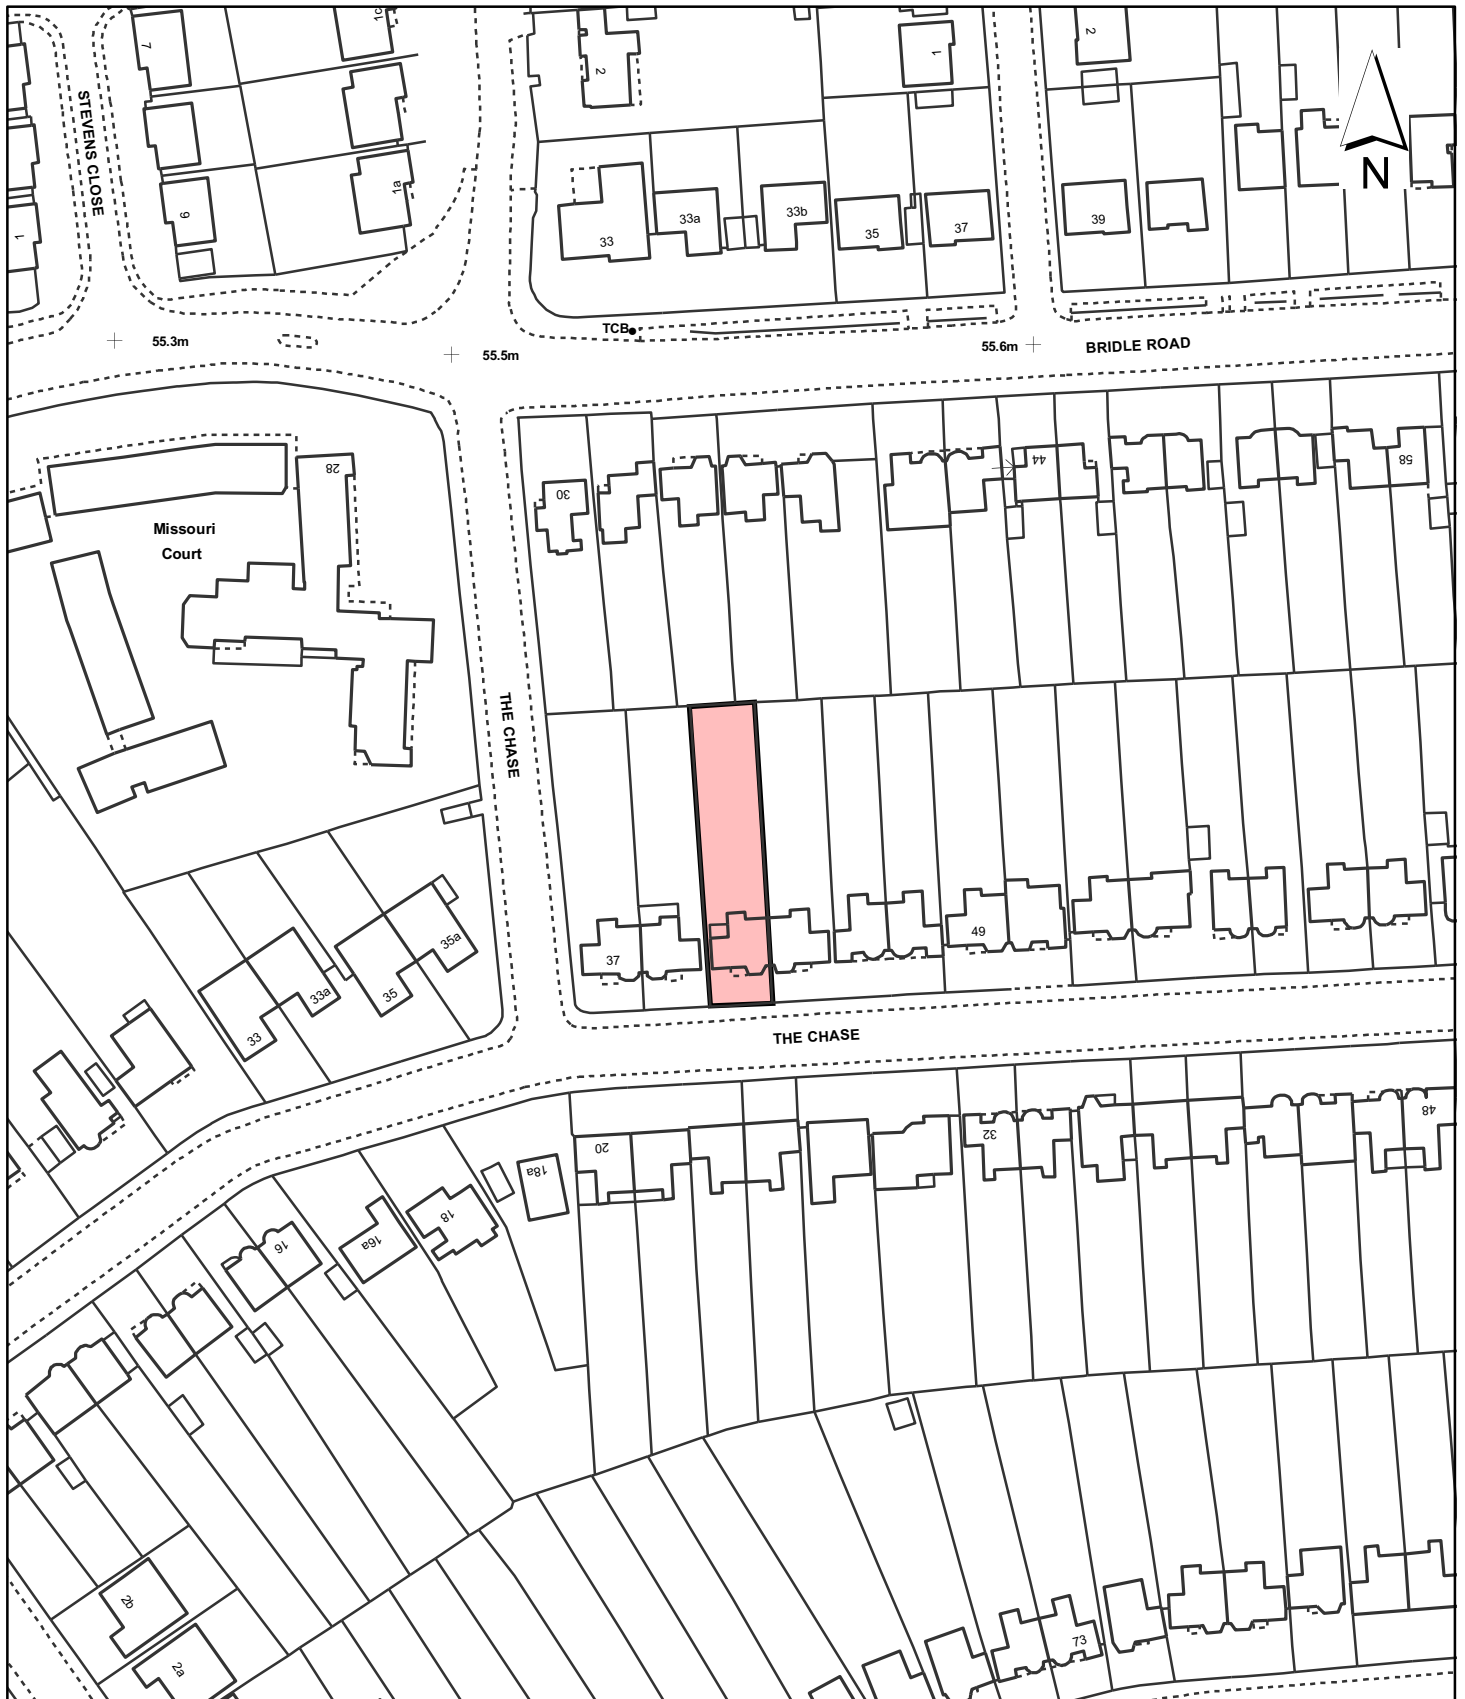 7
1c
2
1
2
STEVENS CLOSE
1a
9
1
33
33a
33b
35
37
39
N
TCB
55.3m
55.5m
55.6m
BRIDLE ROAD
28
30
44
58
Missouri
Court
THE CHASE
37
49
35a
33a
35
33
THE CHASE
20
18a
32
48
18
16a
16
2b
2a
73